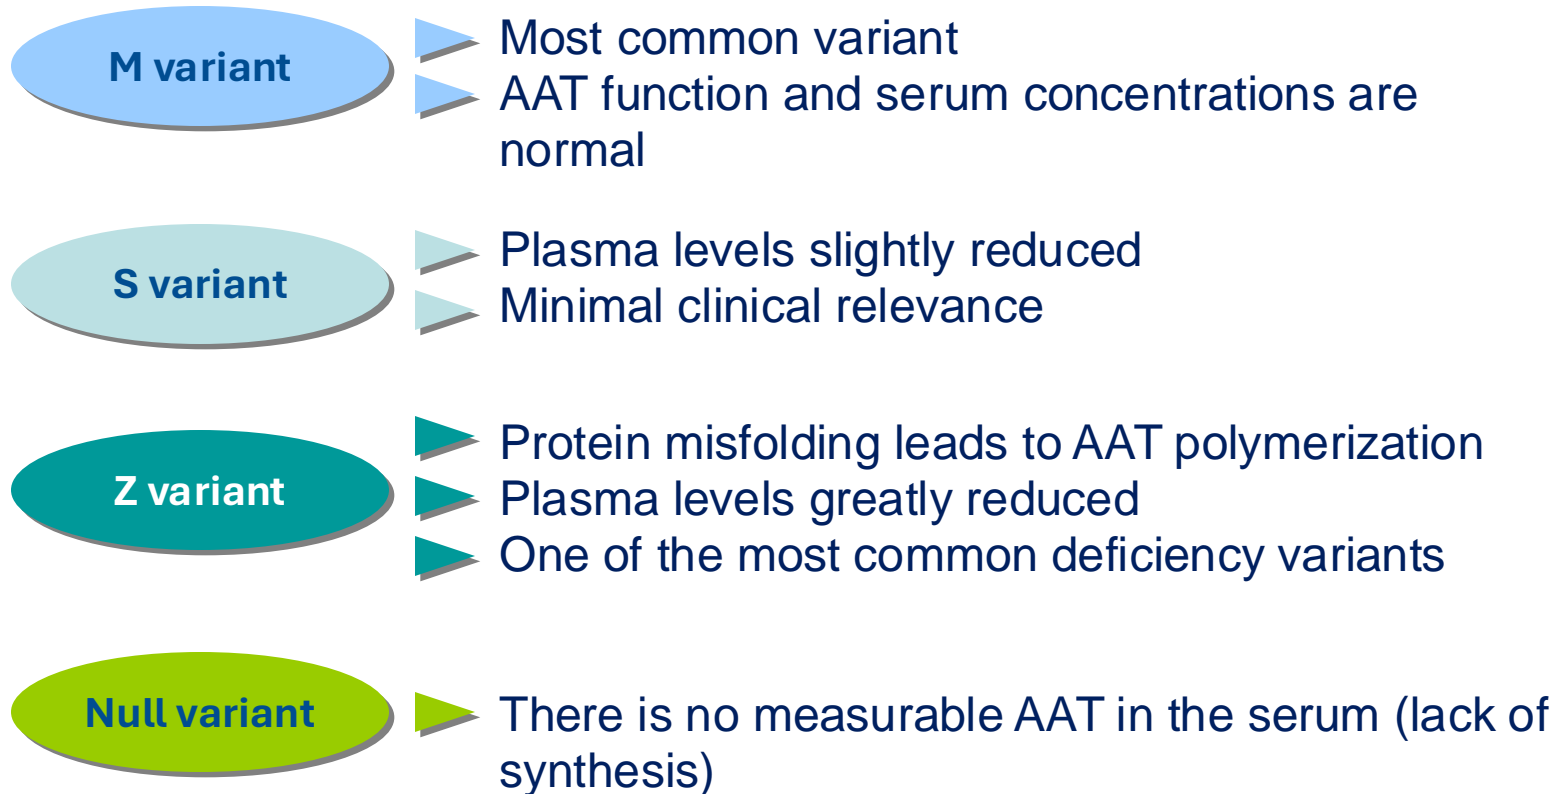 M variant
Most common variant
AAT function and serum concentrations are
normal
S variant
Plasma levels slightly reduced
Minimal clinical relevance
Z variant
Protein misfolding leads to AAT polymerization
Plasma levels greatly reduced
One of the most common deficiency variants
Null variant
There is no measurable AAT in the serum (lack of
synthesis)